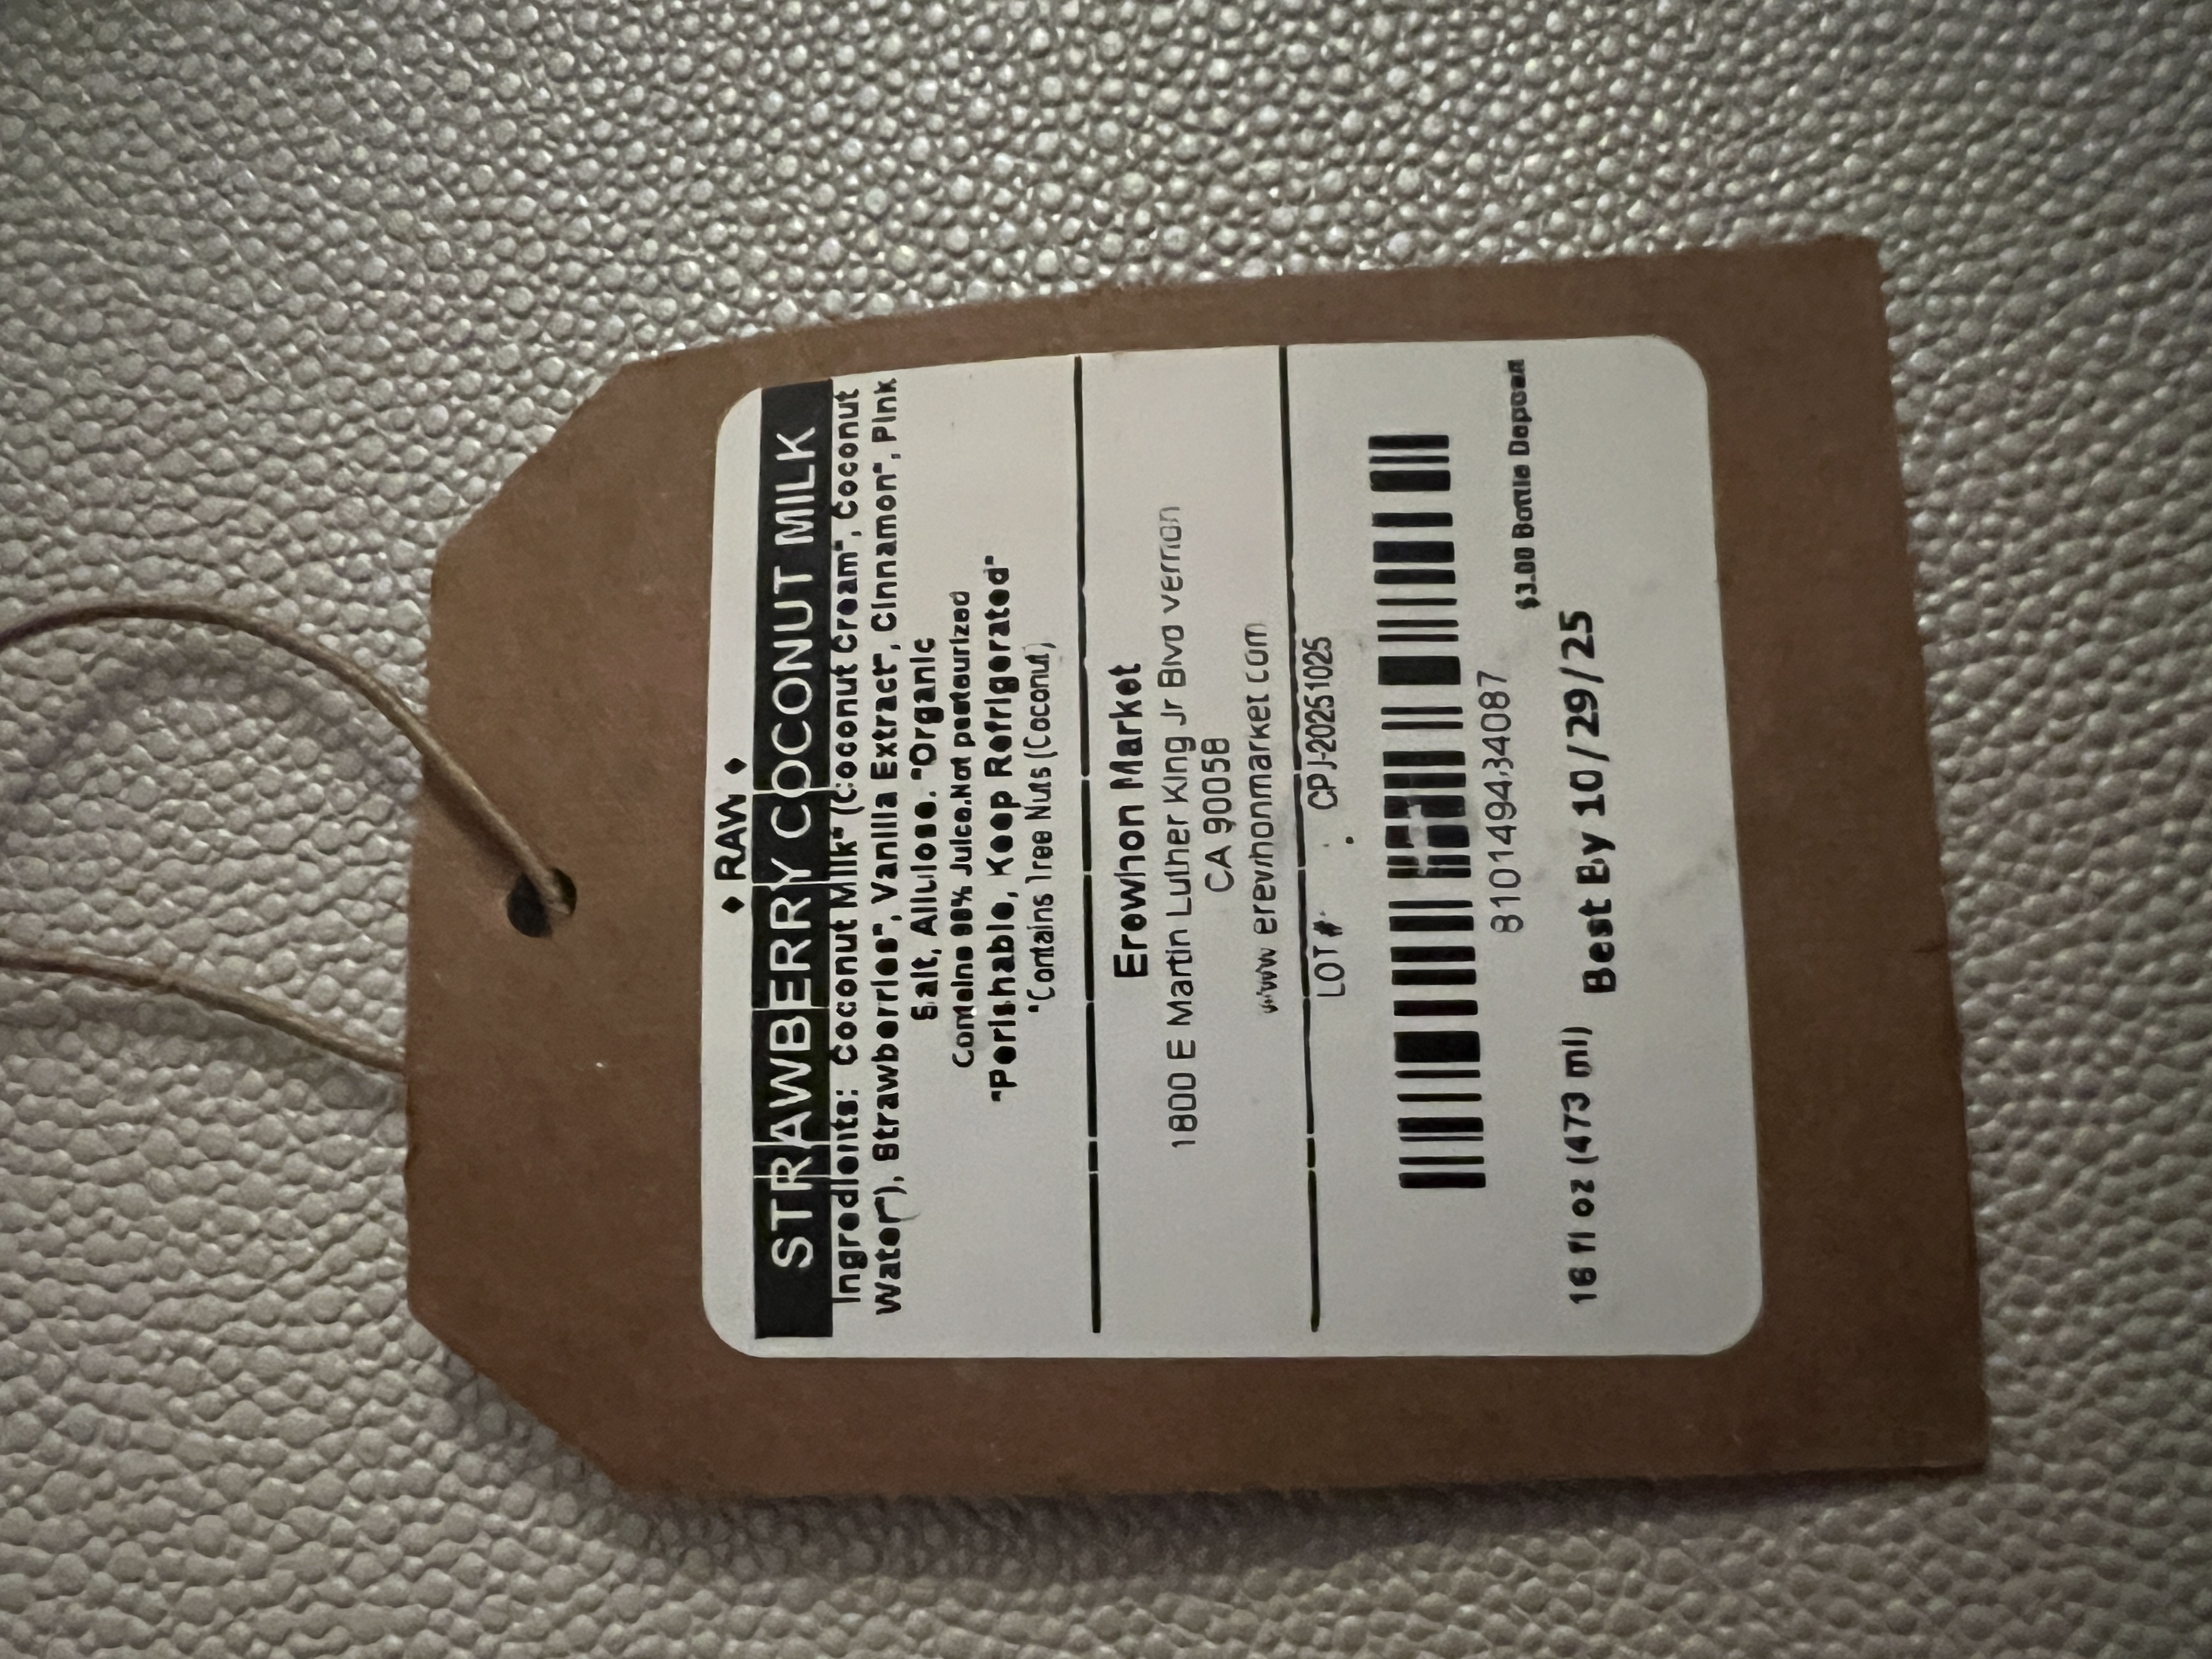 ♦ RAW ♦
STRAWBERRY COCONUT MILK
Ingredients: Coconut Milk* (Coconut Cream*, Coconut
Water*), Strawberries*, Vanilla Extract*, Cinnamon*, Pink
Salt, Allulose. *Organic
Contains 98% Juice.Not pasteurized
*Perishable, Keep Refrigerated*
*Contains Tree Nuts (Coconut)
Erewhon Market
1800 E Martin Luther King Jr Blvd vernon
CA 90058
www erewhonmarket com
LOT #: CPJ-20251025
810149434087
$3.00 Bottle Deposit
16 fl oz (473 ml) Best By 10/29/25